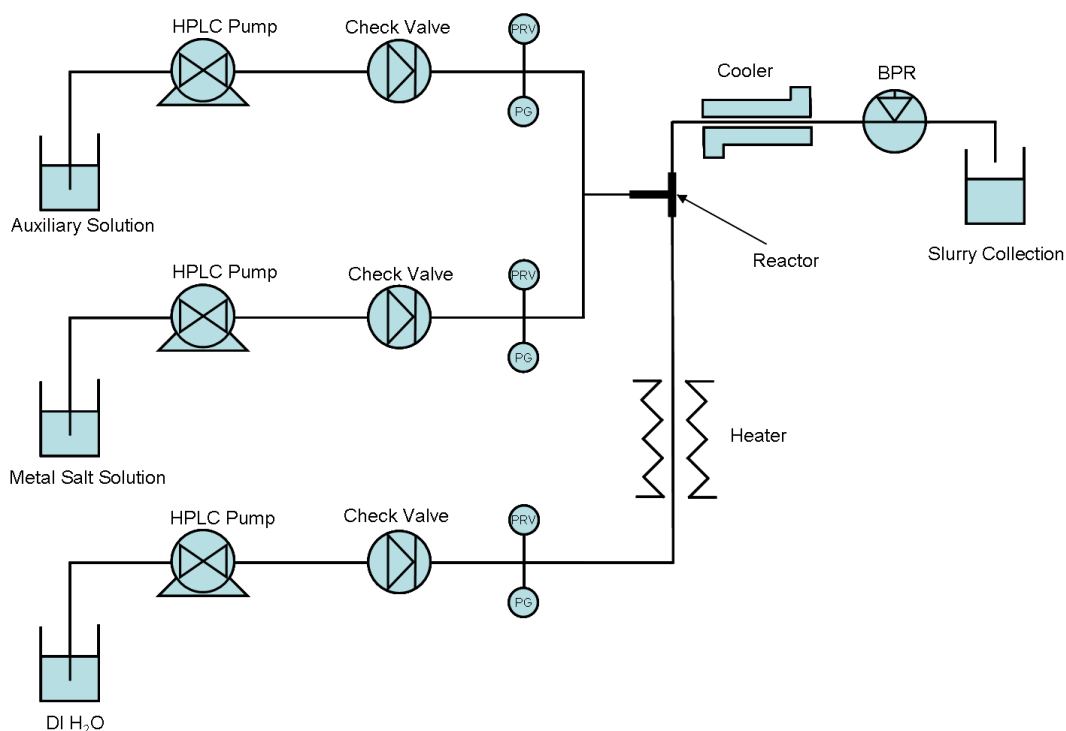 HPLC Pump
Check Valve
PRV
PG
Auxiliary Solution
Cooler
BPR
Reactor
Slurry Collection
HPLC Pump
Check Valve
PRV
PG
Metal Salt Solution
Heater
HPLC Pump
Check Valve
PRV
PG
DI H₂O